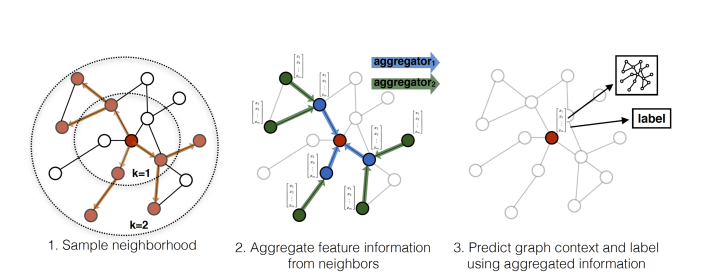 aggregator₁
aggregator₂
label
k=1
k=2
1. Sample neighborhood
2. Aggregate feature information
from neighbors
3. Predict graph context and label
using aggregated information